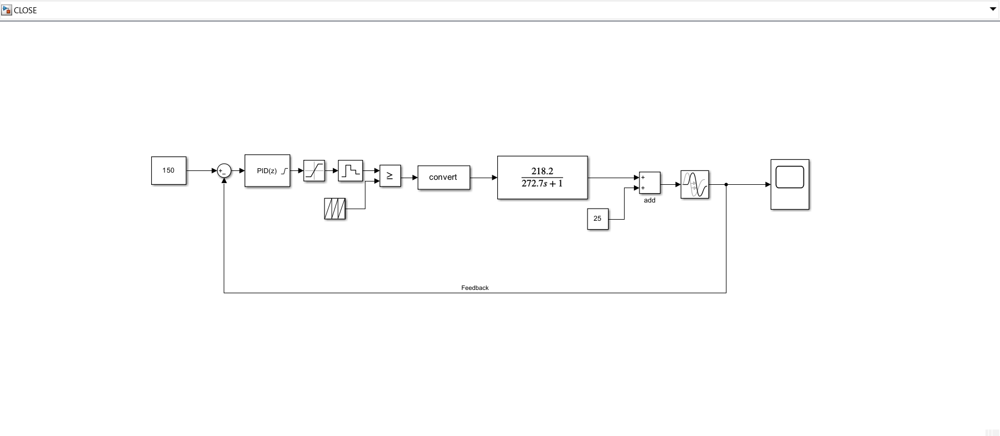 CLOSE
150
+
−
PID(z)
≥
convert
218.2
272.7s + 1
+
+
add
25
Feedback